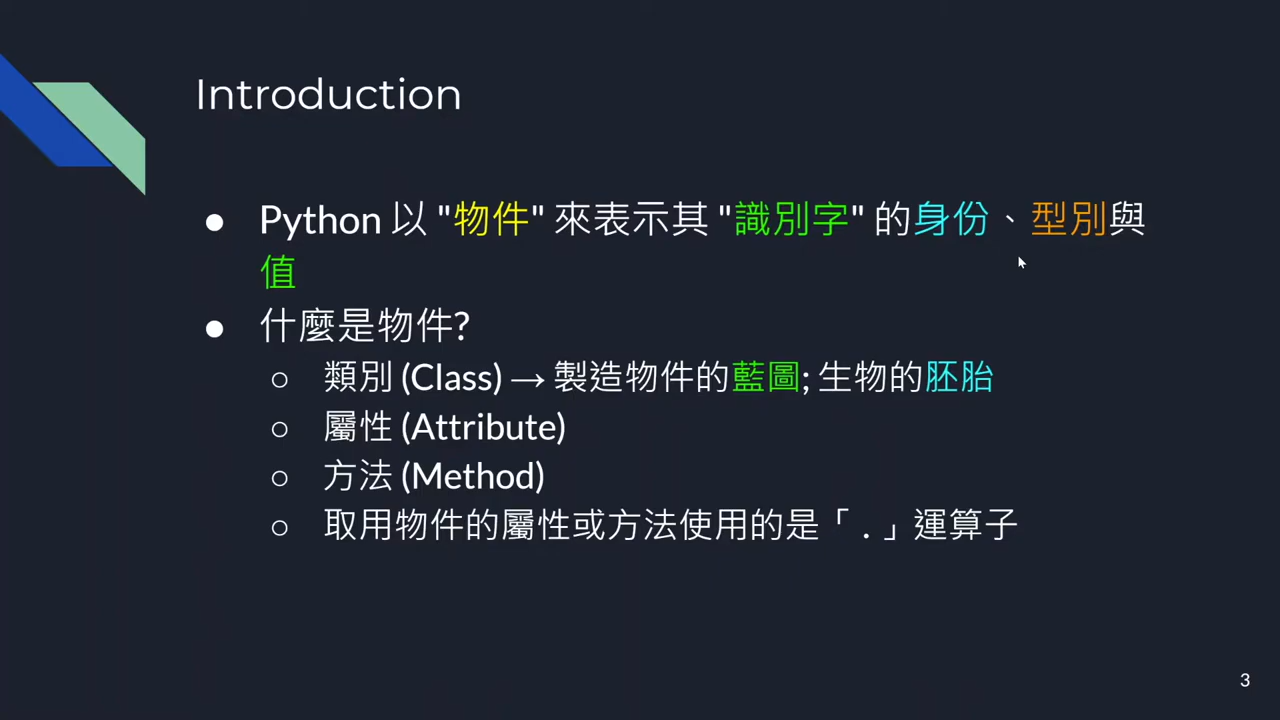 Introduction
● Python 以 "物件" 來表示其 "識別字" 的身份、型別與
值
● 什麼是物件?
○ 類別 (Class) → 製造物件的藍圖; 生物的胚胎
○ 屬性 (Attribute)
○ 方法 (Method)
○ 取用物件的屬性或方法使用的是「 . 」運算子
3